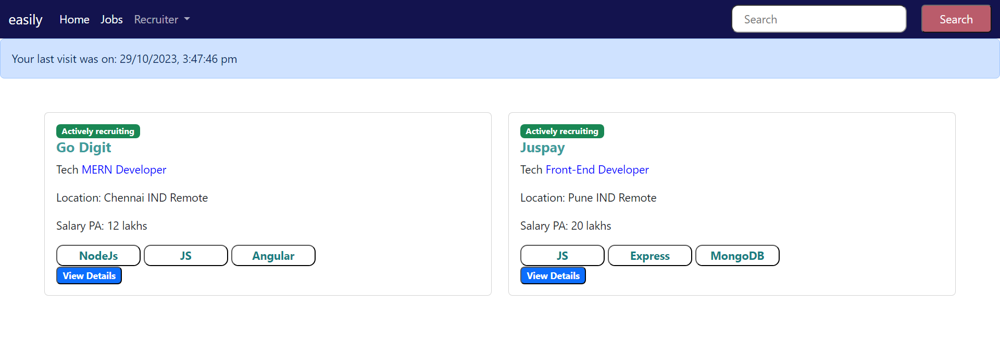 easily Home Jobs Recruiter Search Search
Your last visit was on: 29/10/2023, 3:47:46 pm
Actively recruiting
Go Digit
Tech MERN Developer
Location: Chennai IND Remote
Salary PA: 12 lakhs
NodeJs JS Angular
View Details
Actively recruiting
Juspay
Tech Front-End Developer
Location: Pune IND Remote
Salary PA: 20 lakhs
JS Express MongoDB
View Details